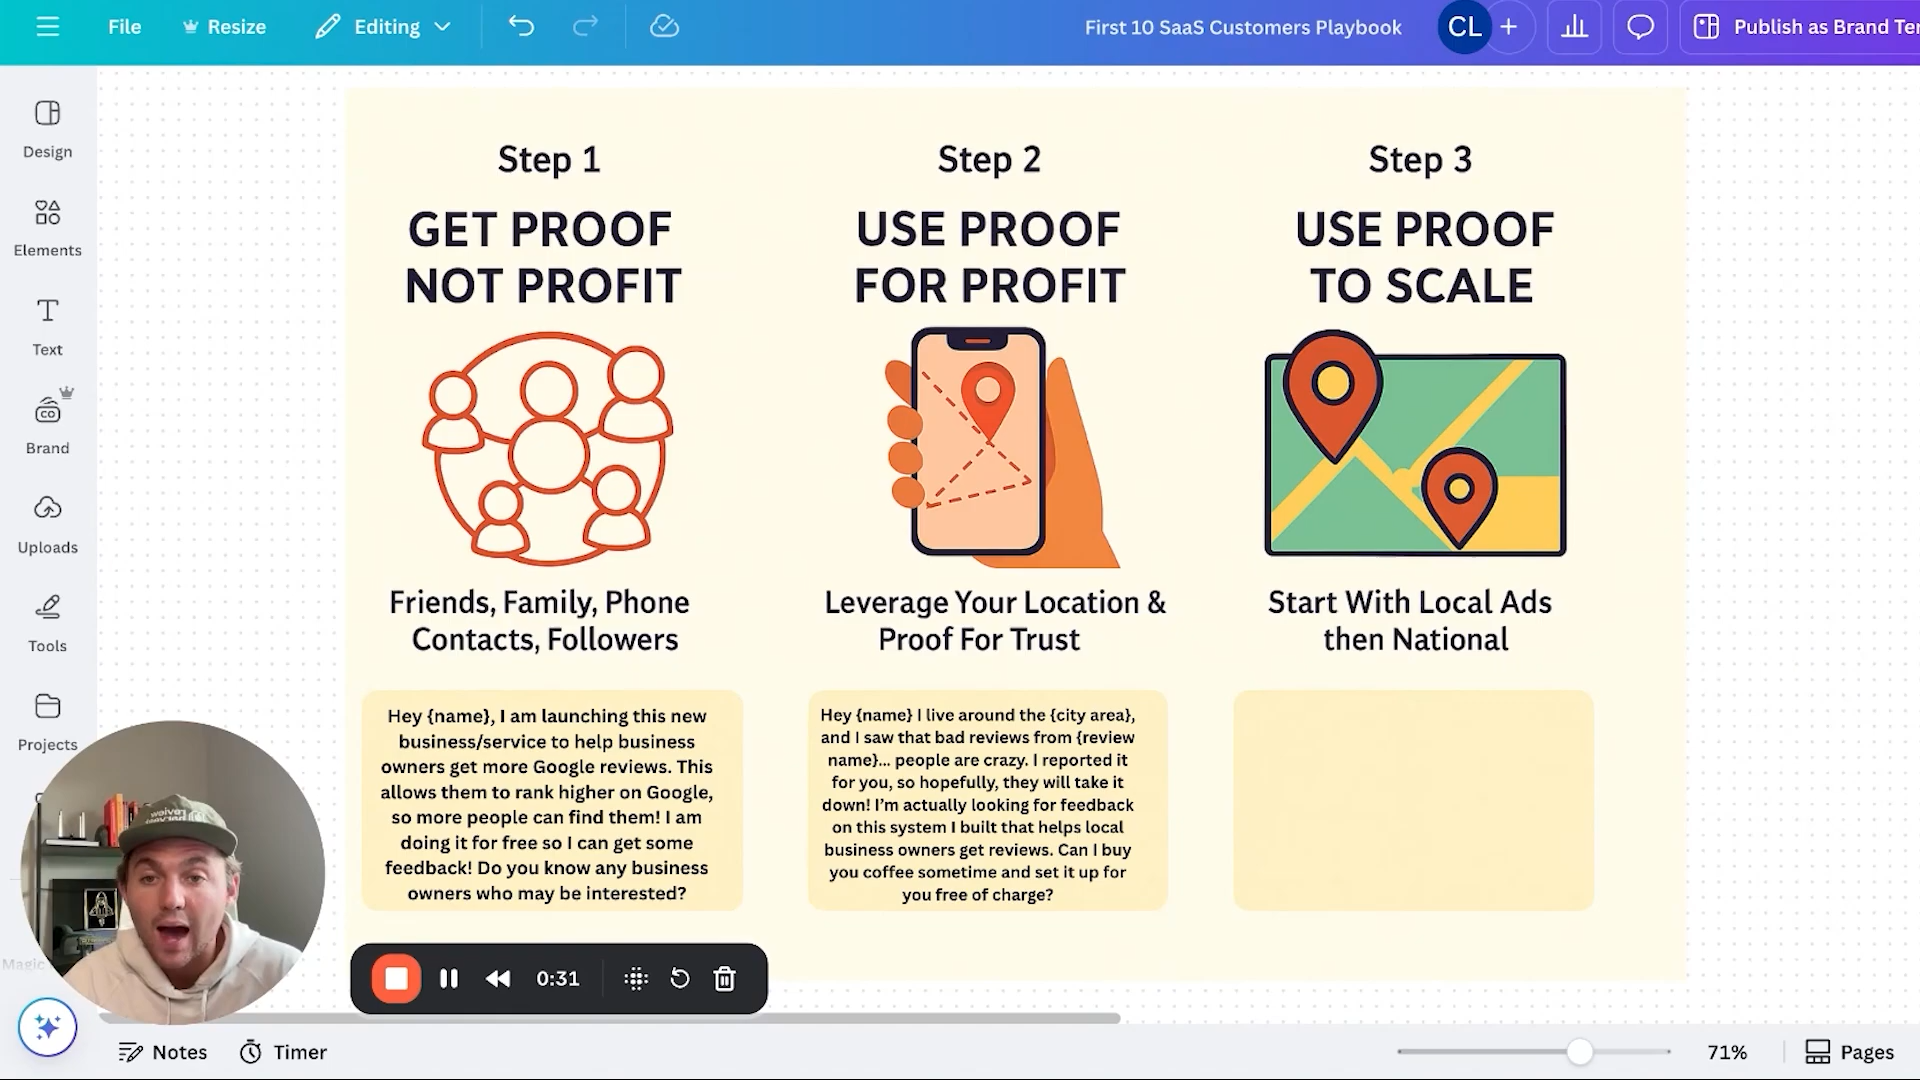 File
Resize
Editing
First 10 SaaS Customers Playbook
CL
+
Publish as Brand Te
Design
Elements
Text
Brand
Uploads
Tools
Projects
Magic
Step 1
GET PROOF
NOT PROFIT
Friends, Family, Phone
Contacts, Followers
Hey {name}, I am launching this new
business/service to help business
owners get more Google reviews. This
allows them to rank higher on Google,
so more people can find them! I am
doing it for free so I can get some
feedback! Do you know any business
owners who may be interested?
Step 2
USE PROOF
FOR PROFIT
Leverage Your Location &
Proof For Trust
Hey {name} I live around the {city area},
and I saw that bad reviews from {review
name}... people are crazy. I reported it
for you, so hopefully, they will take it
down! I'm actually looking for feedback
on this system I built that helps local
business owners get reviews. Can I buy
you coffee sometime and set it up for
you free of charge?
Step 3
USE PROOF
TO SCALE
Start With Local Ads
then National
0:31
Notes
Timer
71%
Pages